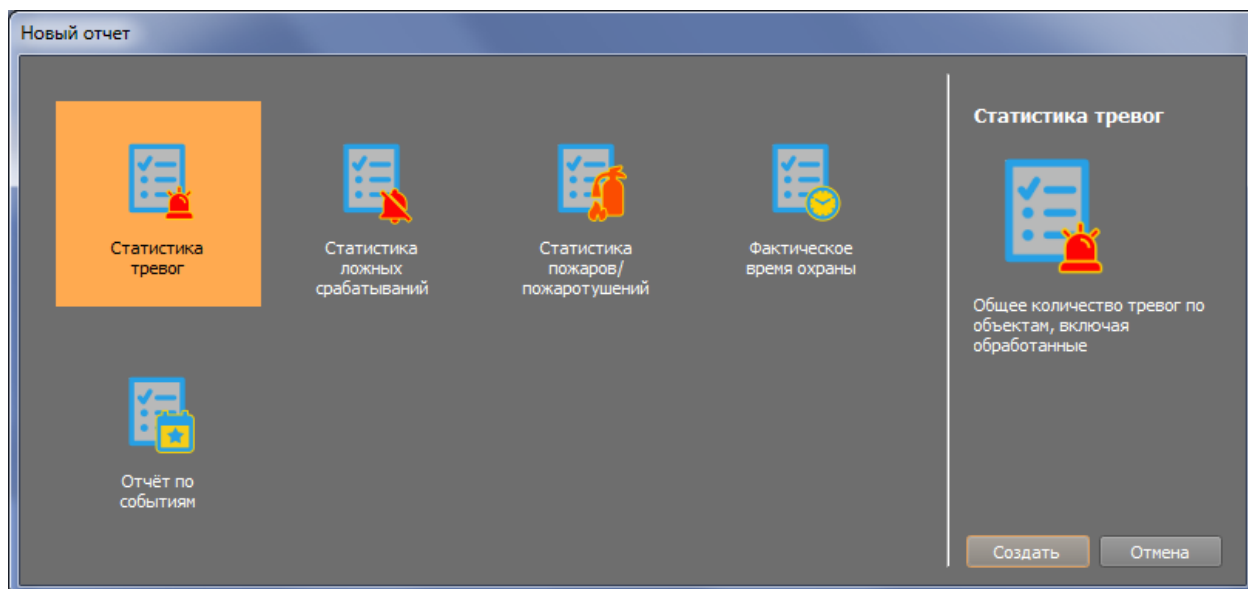 Новый отчет
Статистика
тревог
Статистика
ложных
срабатываний
Статистика
пожаров/
пожаротушений
Фактическое
время охраны
Отчёт по
событиям
Статистика тревог
Общее количество тревог по
объектам, включая
обработанные
Создать
Отмена